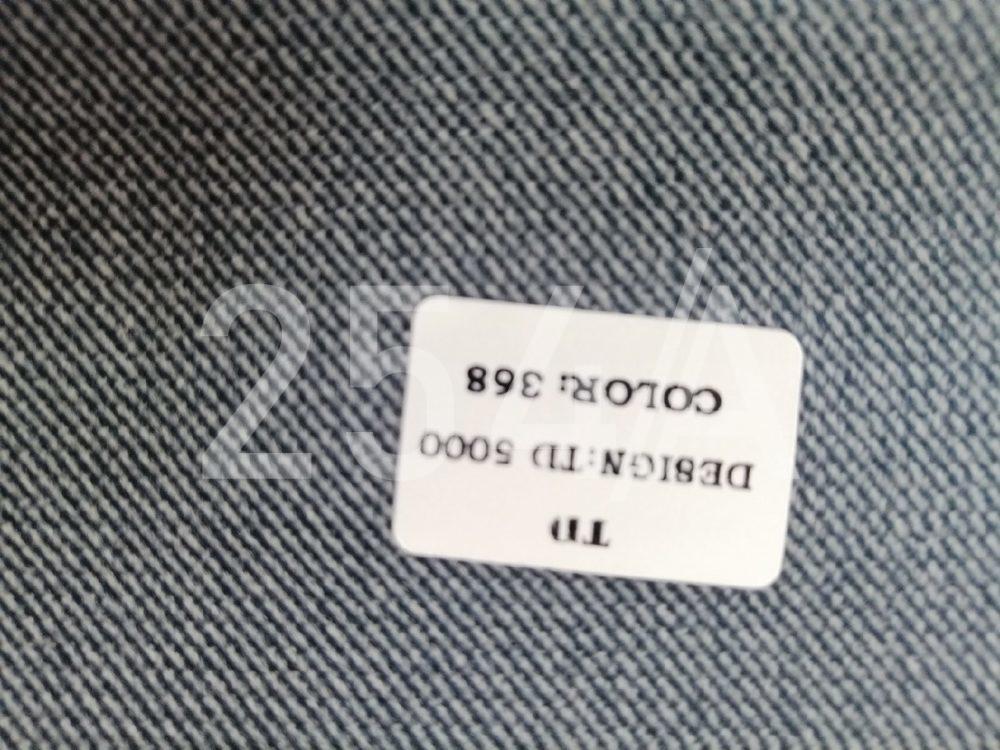 TD
DESIGN:TD 5000
COLOR: 368
254/A